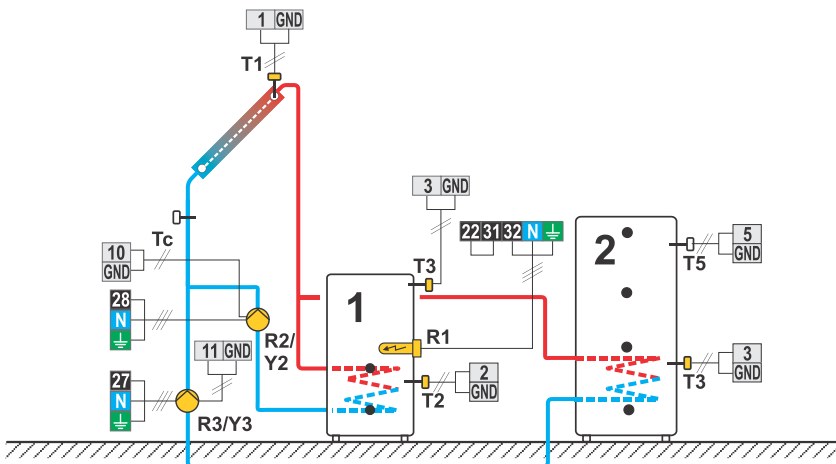 1 GND
T1
3 GND
22 31 32 N
10
GND
Tc
T3
1
2
5
GND
T5
28
N
R2/
Y2
R1
11 GND
2
GND
T2
3
GND
T3
27
N
R3/Y3